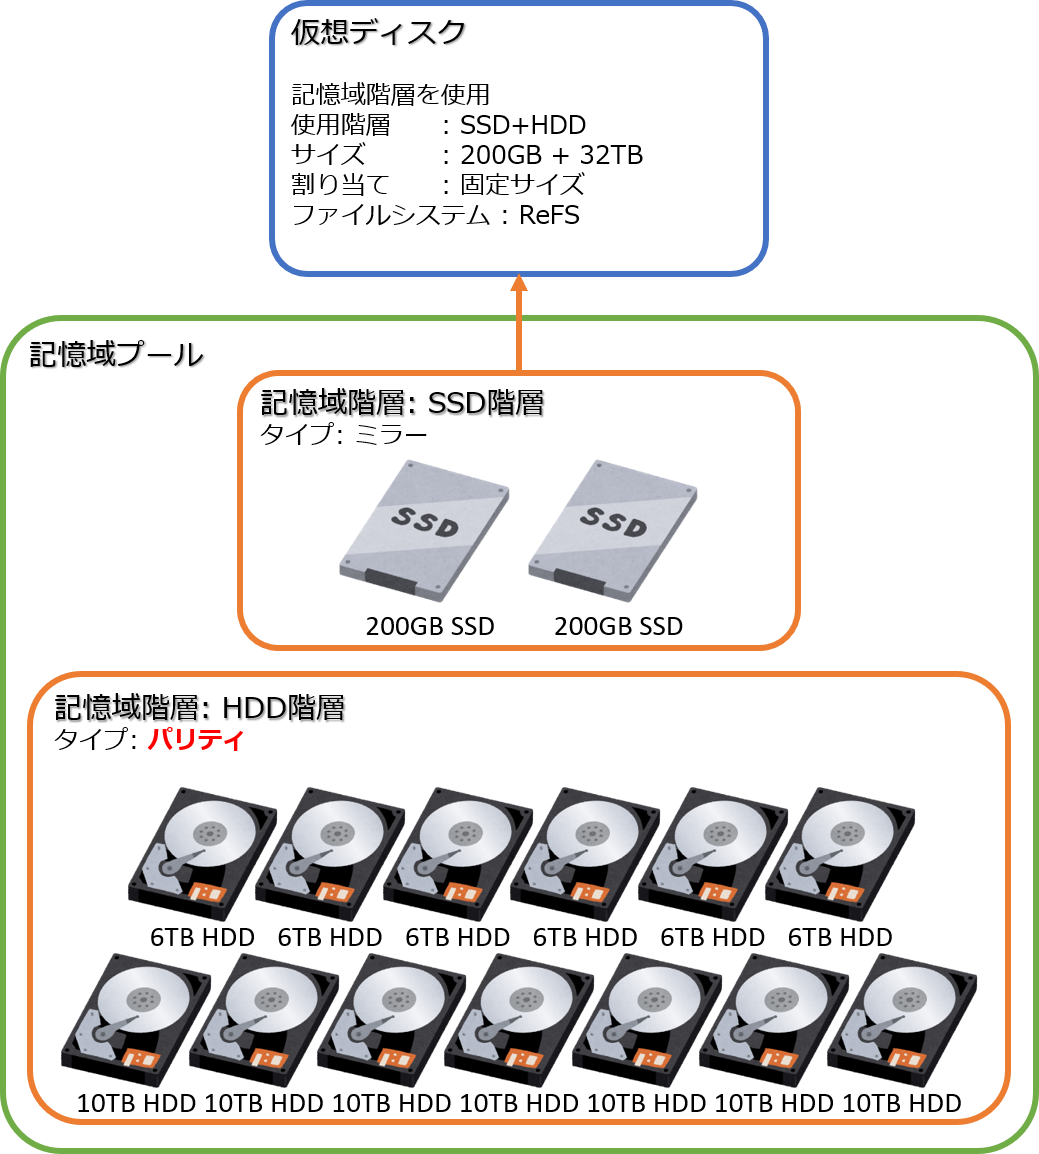 仮想ディスク
記憶域階層を使用
使用階層 : SSD+HDD
サイズ : 200GB + 32TB
割り当て : 固定サイズ
ファイルシステム : ReFS
記憶域プール
記憶域階層: SSD階層
タイプ: ミラー
SSD SSD
200GB SSD 200GB SSD
記憶域階層: HDD階層
タイプ: パリティ
6TB HDD 6TB HDD 6TB HDD 6TB HDD 6TB HDD 6TB HDD
10TB HDD 10TB HDD 10TB HDD 10TB HDD 10TB HDD 10TB HDD 10TB HDD